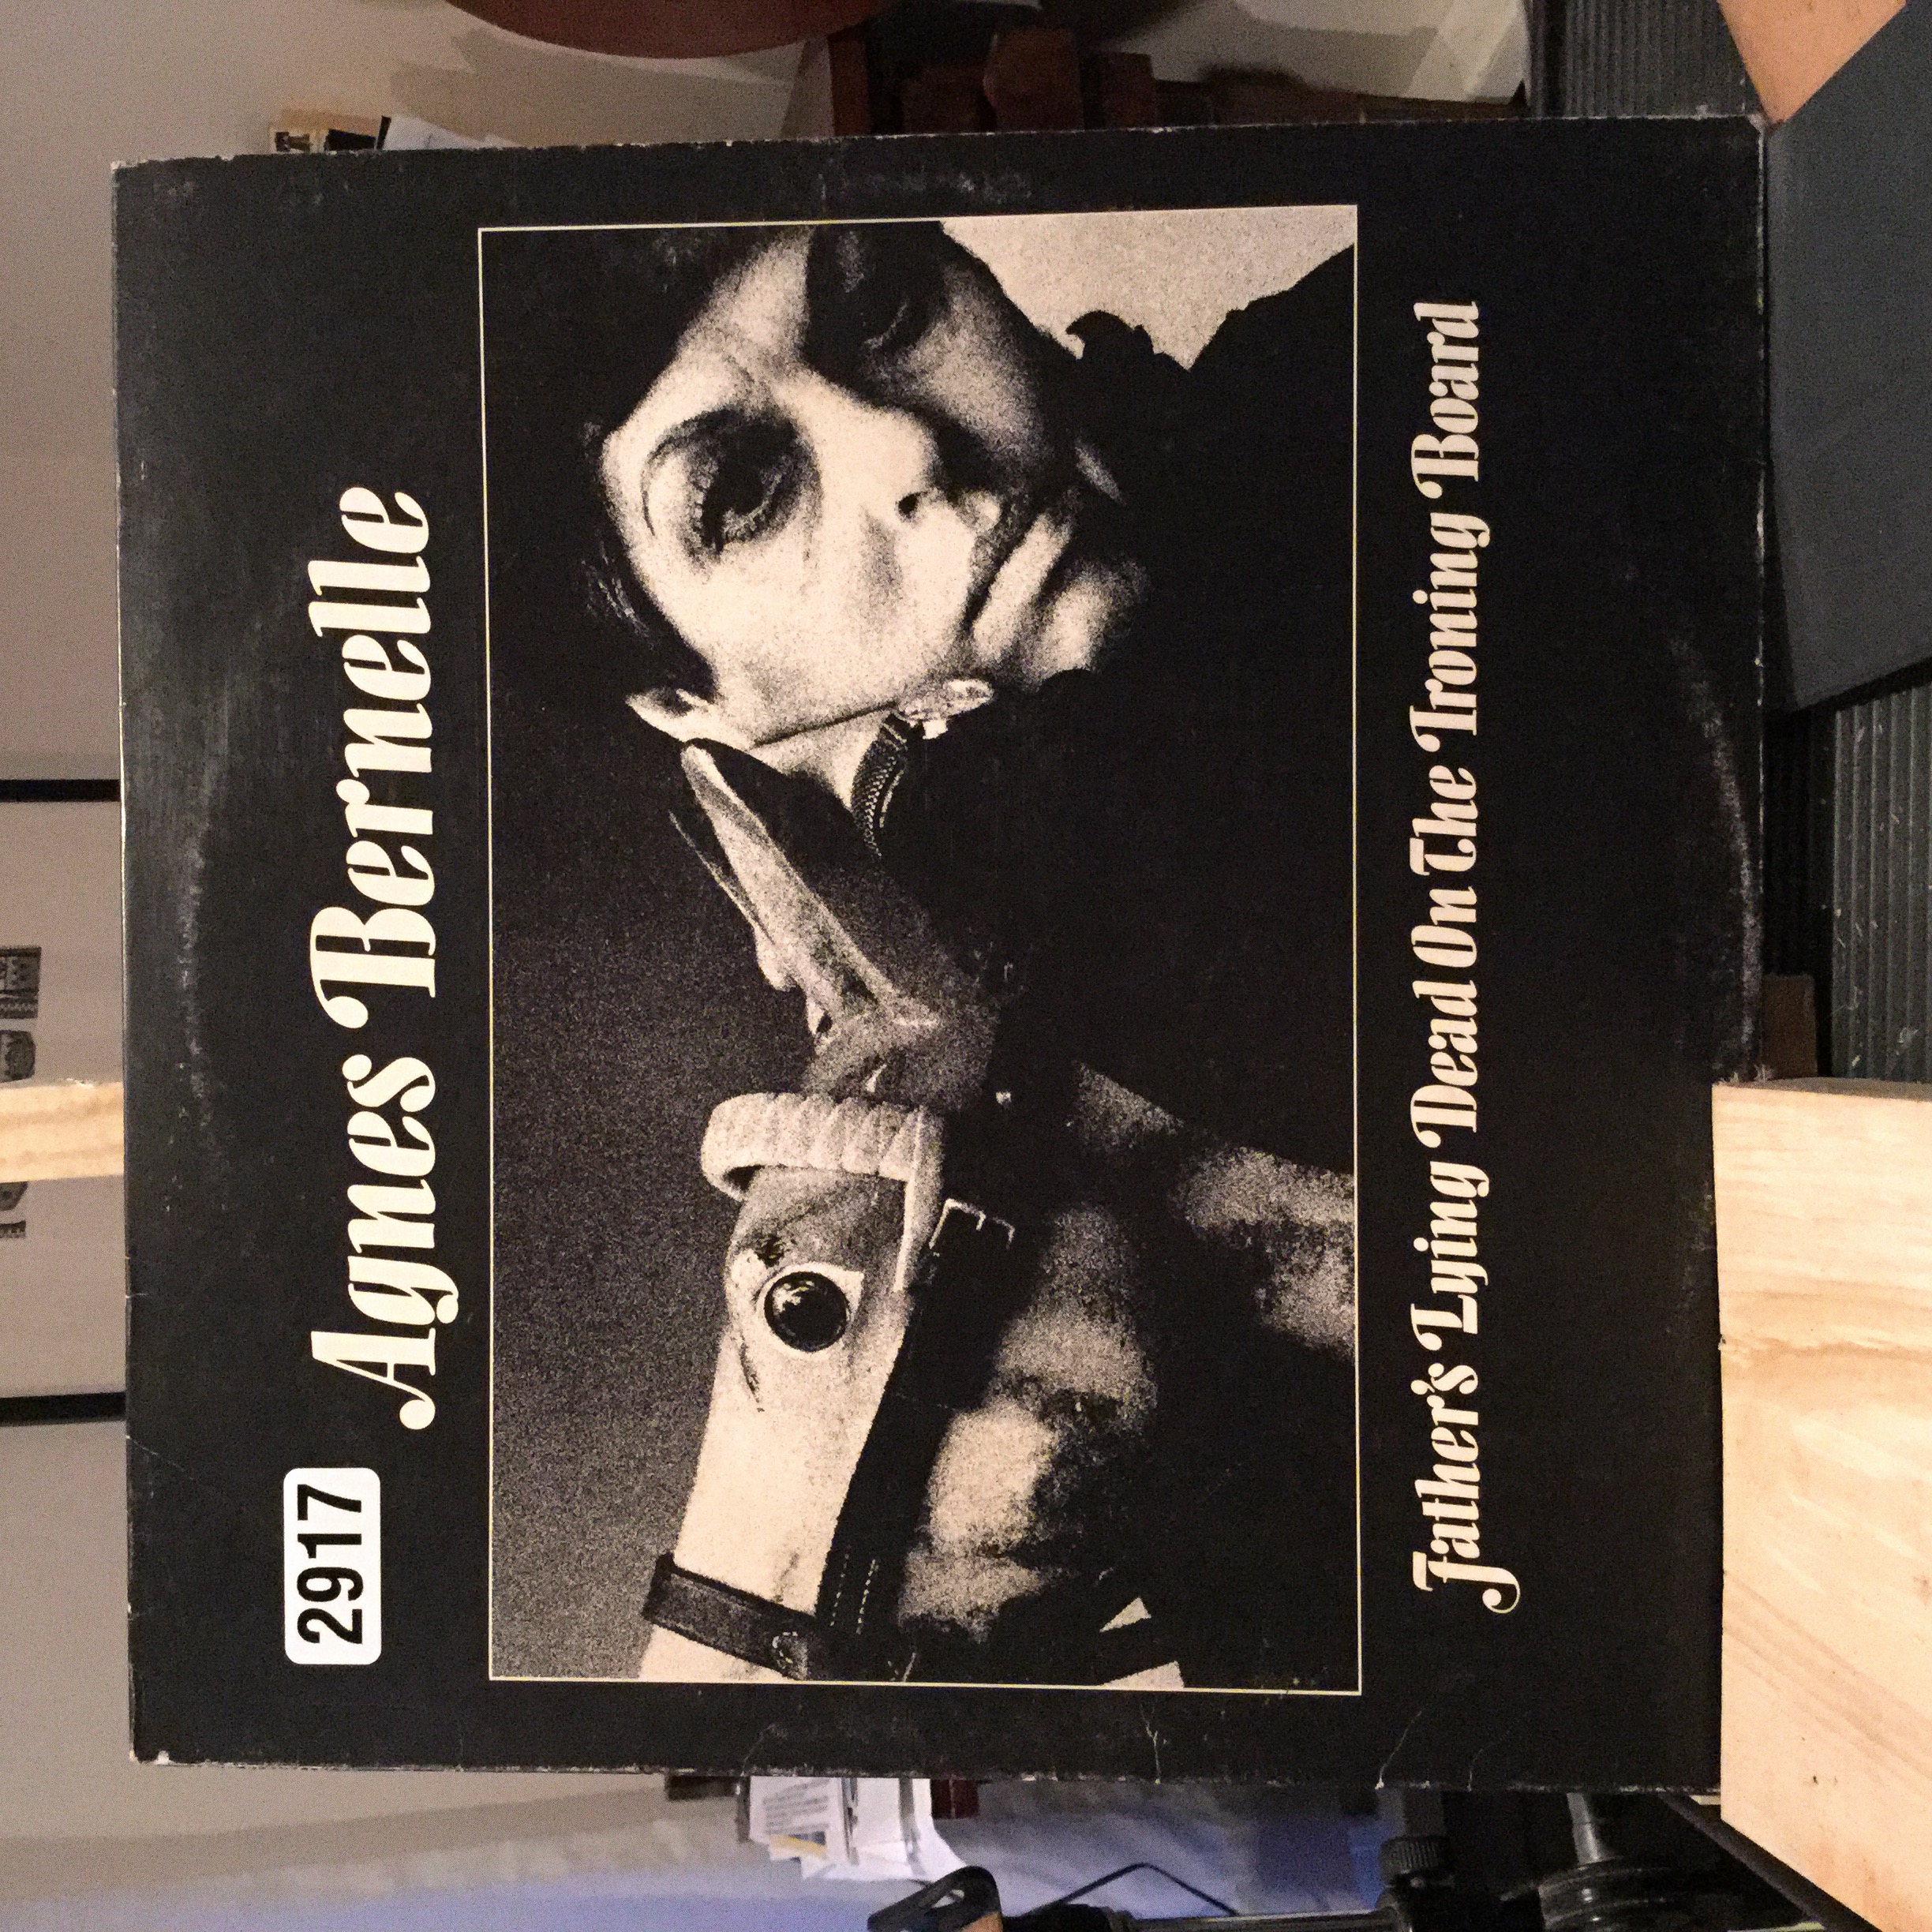 2917
Agnes Bernelle
Father's Lying Dead On The Ironing Board